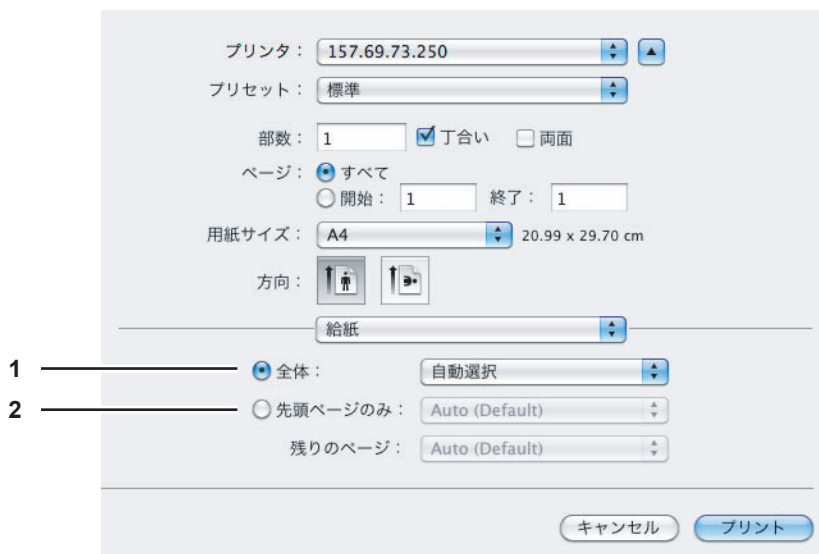 プリンタ： 157.69.73.250
プリセット： 標準
部数： 1 丁合い 両面
ページ： すべて
開始： 1 終了： 1
用紙サイズ： A4 20.99 x 29.70 cm
方向：
給紙
1 全体： 自動選択
2 先頭ページのみ： Auto (Default)
残りのページ： Auto (Default)
キャンセル プリント